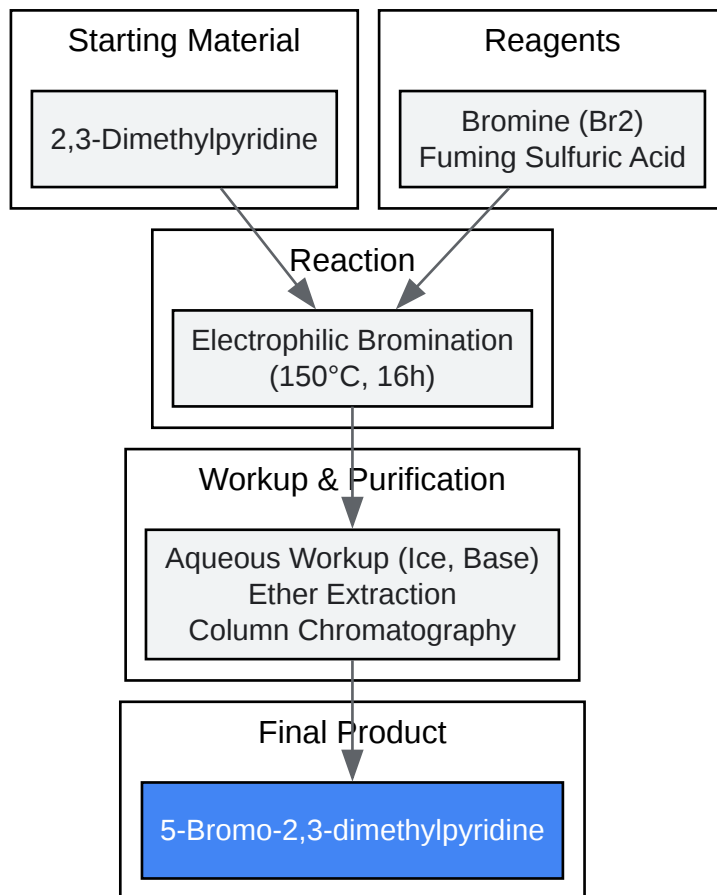 Starting Material
2,3-Dimethylpyridine
Reagents
Bromine (Br2)
Fuming Sulfuric Acid
Reaction
Electrophilic Bromination
(150°C, 16h)
Workup & Purification
Aqueous Workup (Ice, Base)
Ether Extraction
Column Chromatography
Final Product
5-Bromo-2,3-dimethylpyridine